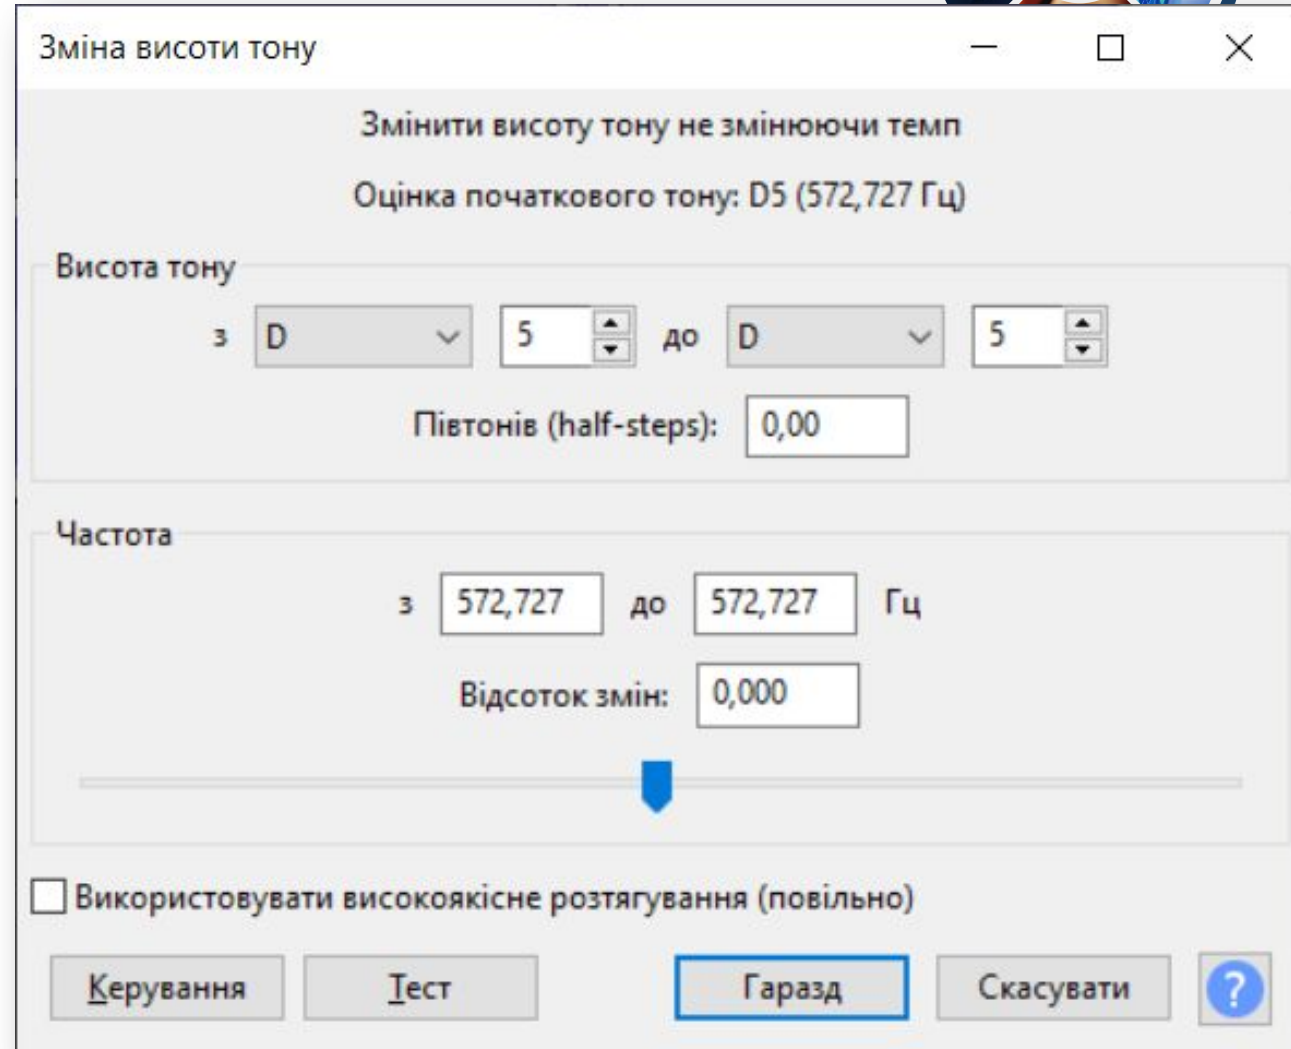 Зміна висоти тону
Змінити висоту тону не змінюючи темп
Оцінка початкового тону: D5 (572,727 Гц)
Висота тону
з D 5 до D 5
Півтонів (half-steps): 0,00
Частота
з 572,727 до 572,727 Гц
Відсоток змін: 0,000
Використовувати високоякісне розтягування (повільно)
Керування Тест Гаразд Скасувати ?